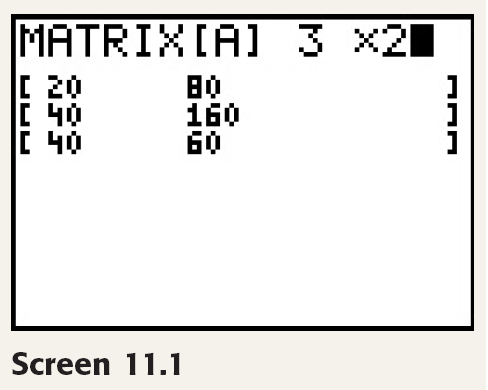 MATRIX[A] 3 ×2
[ 20 80 ]
[ 40 160 ]
[ 40 60 ]
Screen 11.1